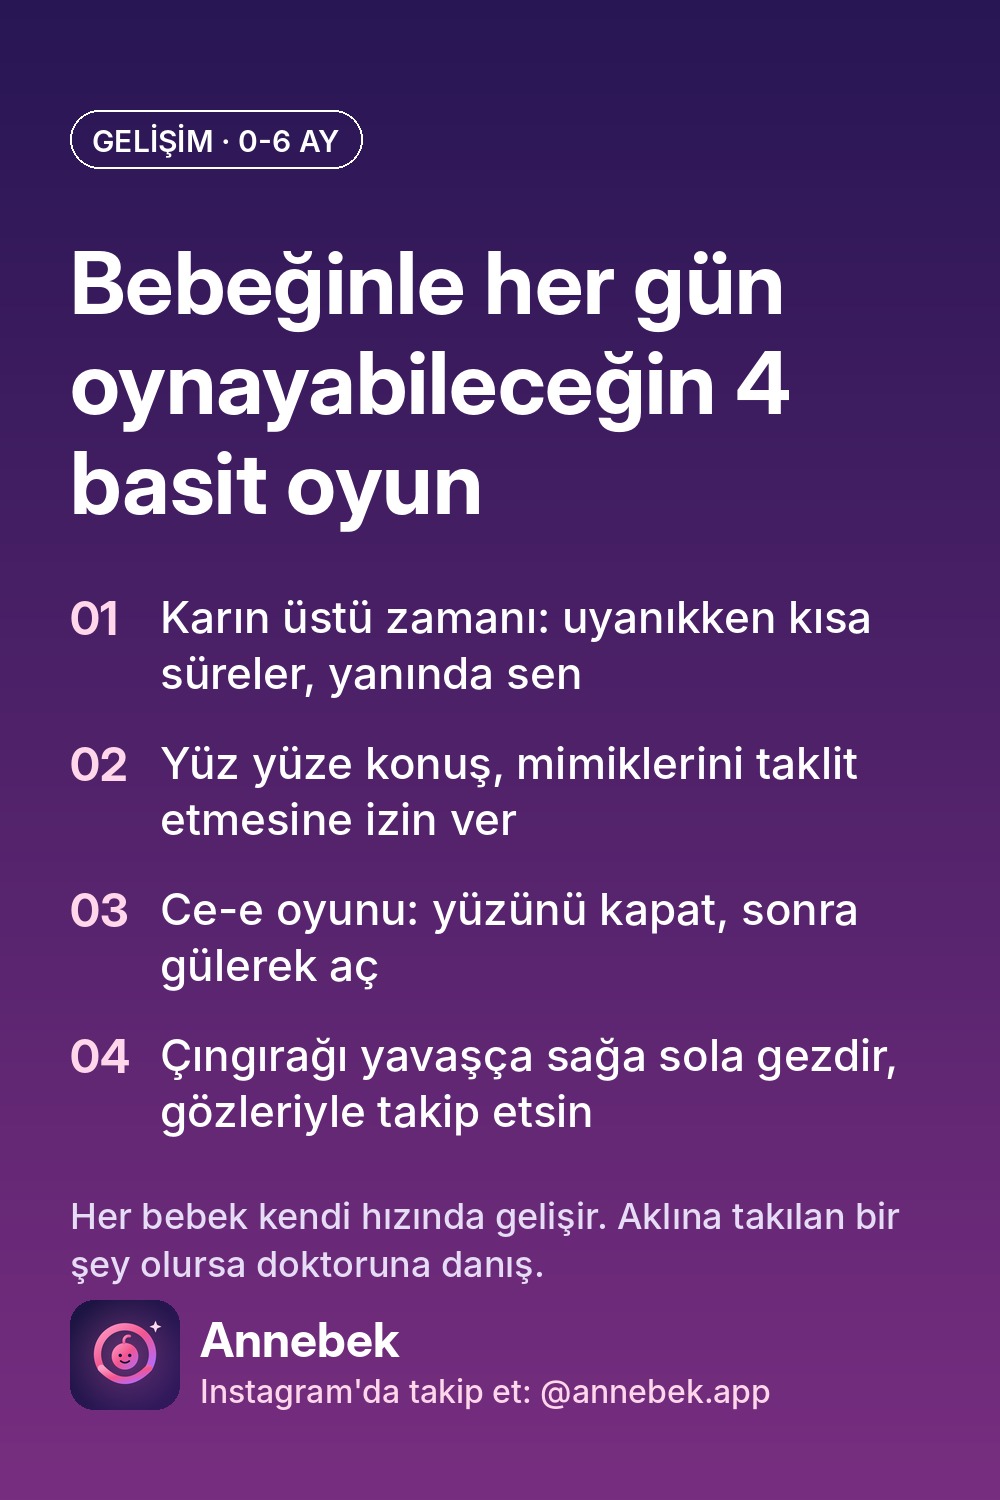 GELİŞİM · 0-6 AY
Bebeğinle her gün
oynayabileceğin 4
basit oyun
01 Karın üstü zamanı: uyanıkken kısa
süreler, yanında sen
02 Yüz yüze konuş, mimiklerini taklit
etmesine izin ver
03 Ce-e oyunu: yüzünü kapat, sonra
gülerek aç
04 Çıngırağı yavaşça sağa sola gezdir,
gözleriyle takip etsin
Her bebek kendi hızında gelişir. Aklına takılan bir
şey olursa doktoruna danış.
Annebek
Instagram'da takip et: @annebek.app